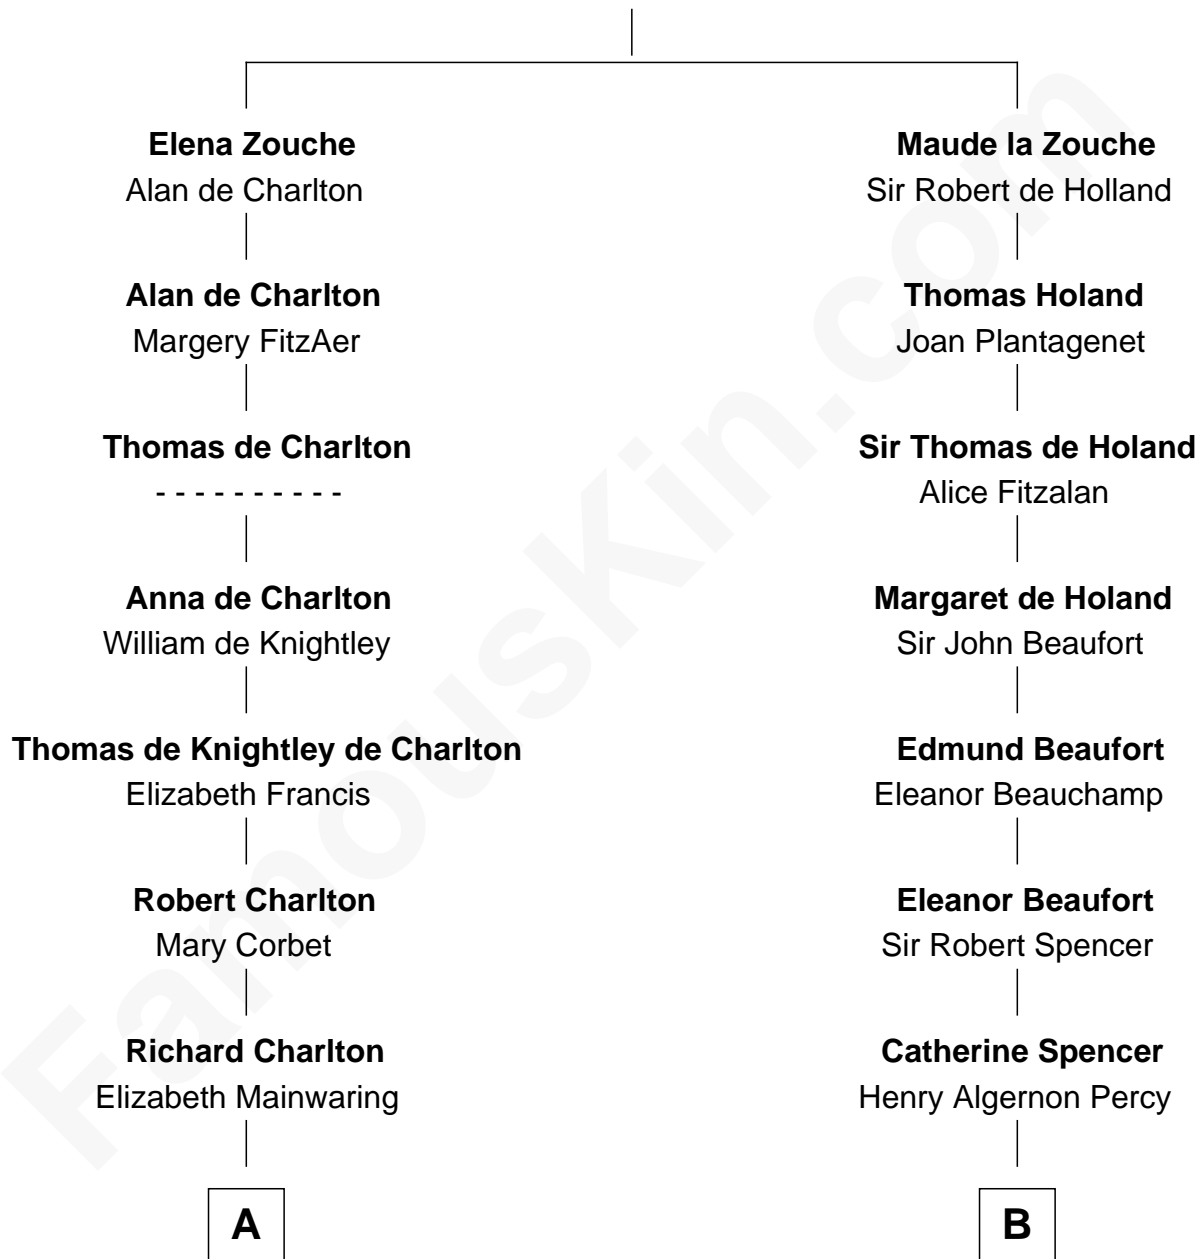 Elena Zouche
Alan de Charlton
Alan de Charlton
Margery FitzAer
Thomas de Charlton
- - - - - - - - - -
Anna de Charlton
William de Knightley
Thomas de Knightley de Charlton
Elizabeth Francis
Robert Charlton
Mary Corbet
Richard Charlton
Elizabeth Mainwaring
A
Maude la Zouche
Sir Robert de Holland
Thomas Holand
Joan Plantagenet
Sir Thomas de Holand
Alice Fitzalan
Margaret de Holand
Sir John Beaufort
Edmund Beaufort
Eleanor Beauchamp
Eleanor Beaufort
Sir Robert Spencer
Catherine Spencer
Henry Algernon Percy
B
FamousKin.com